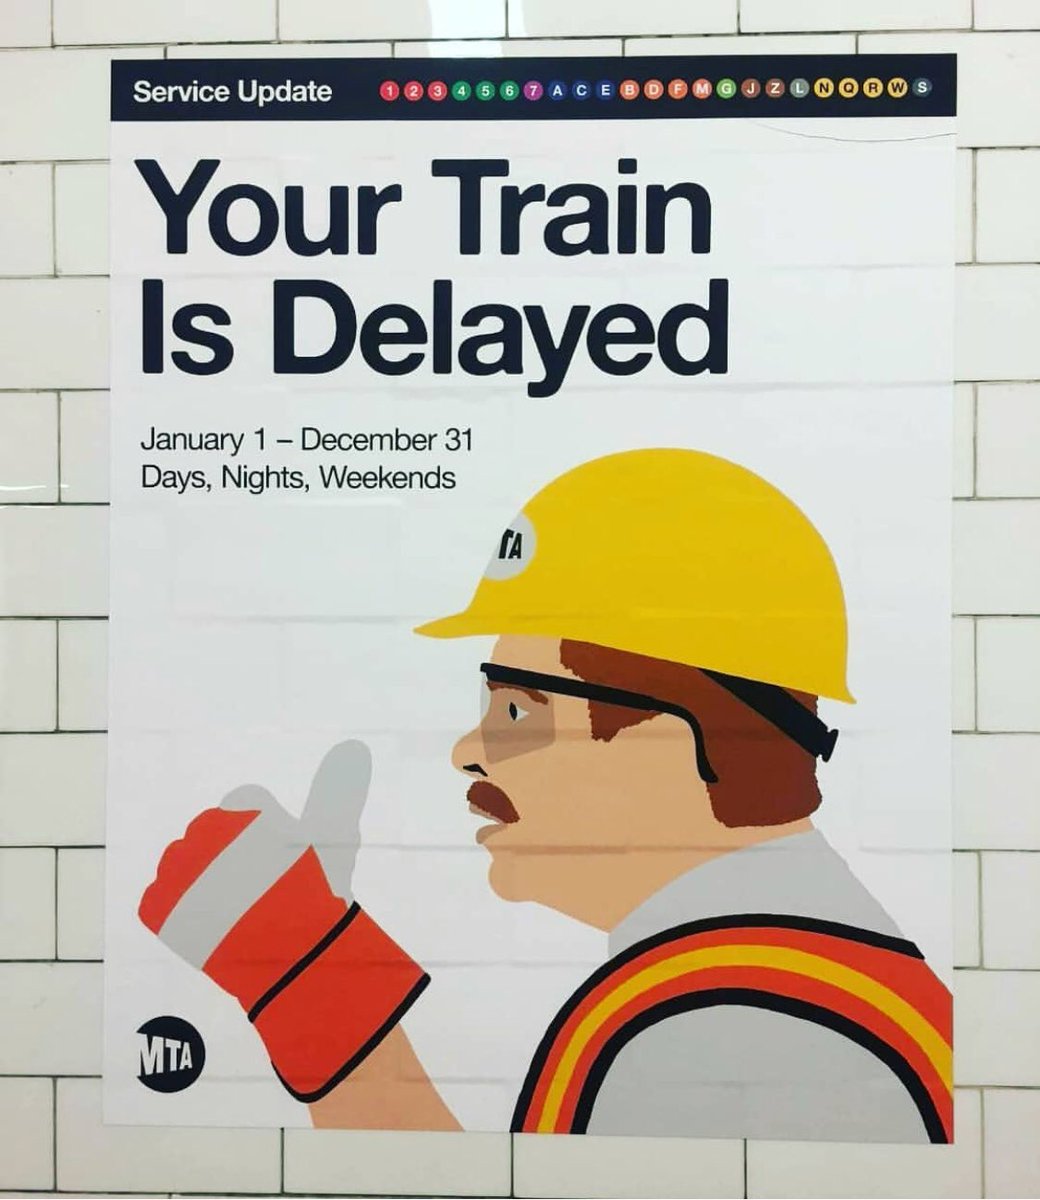 Service Update 1 2 3 4 5 6 7 A C E B D F M G J Z L N Q R W S
Your Train
Is Delayed
January 1 – December 31
Days, Nights, Weekends
TA
MTA